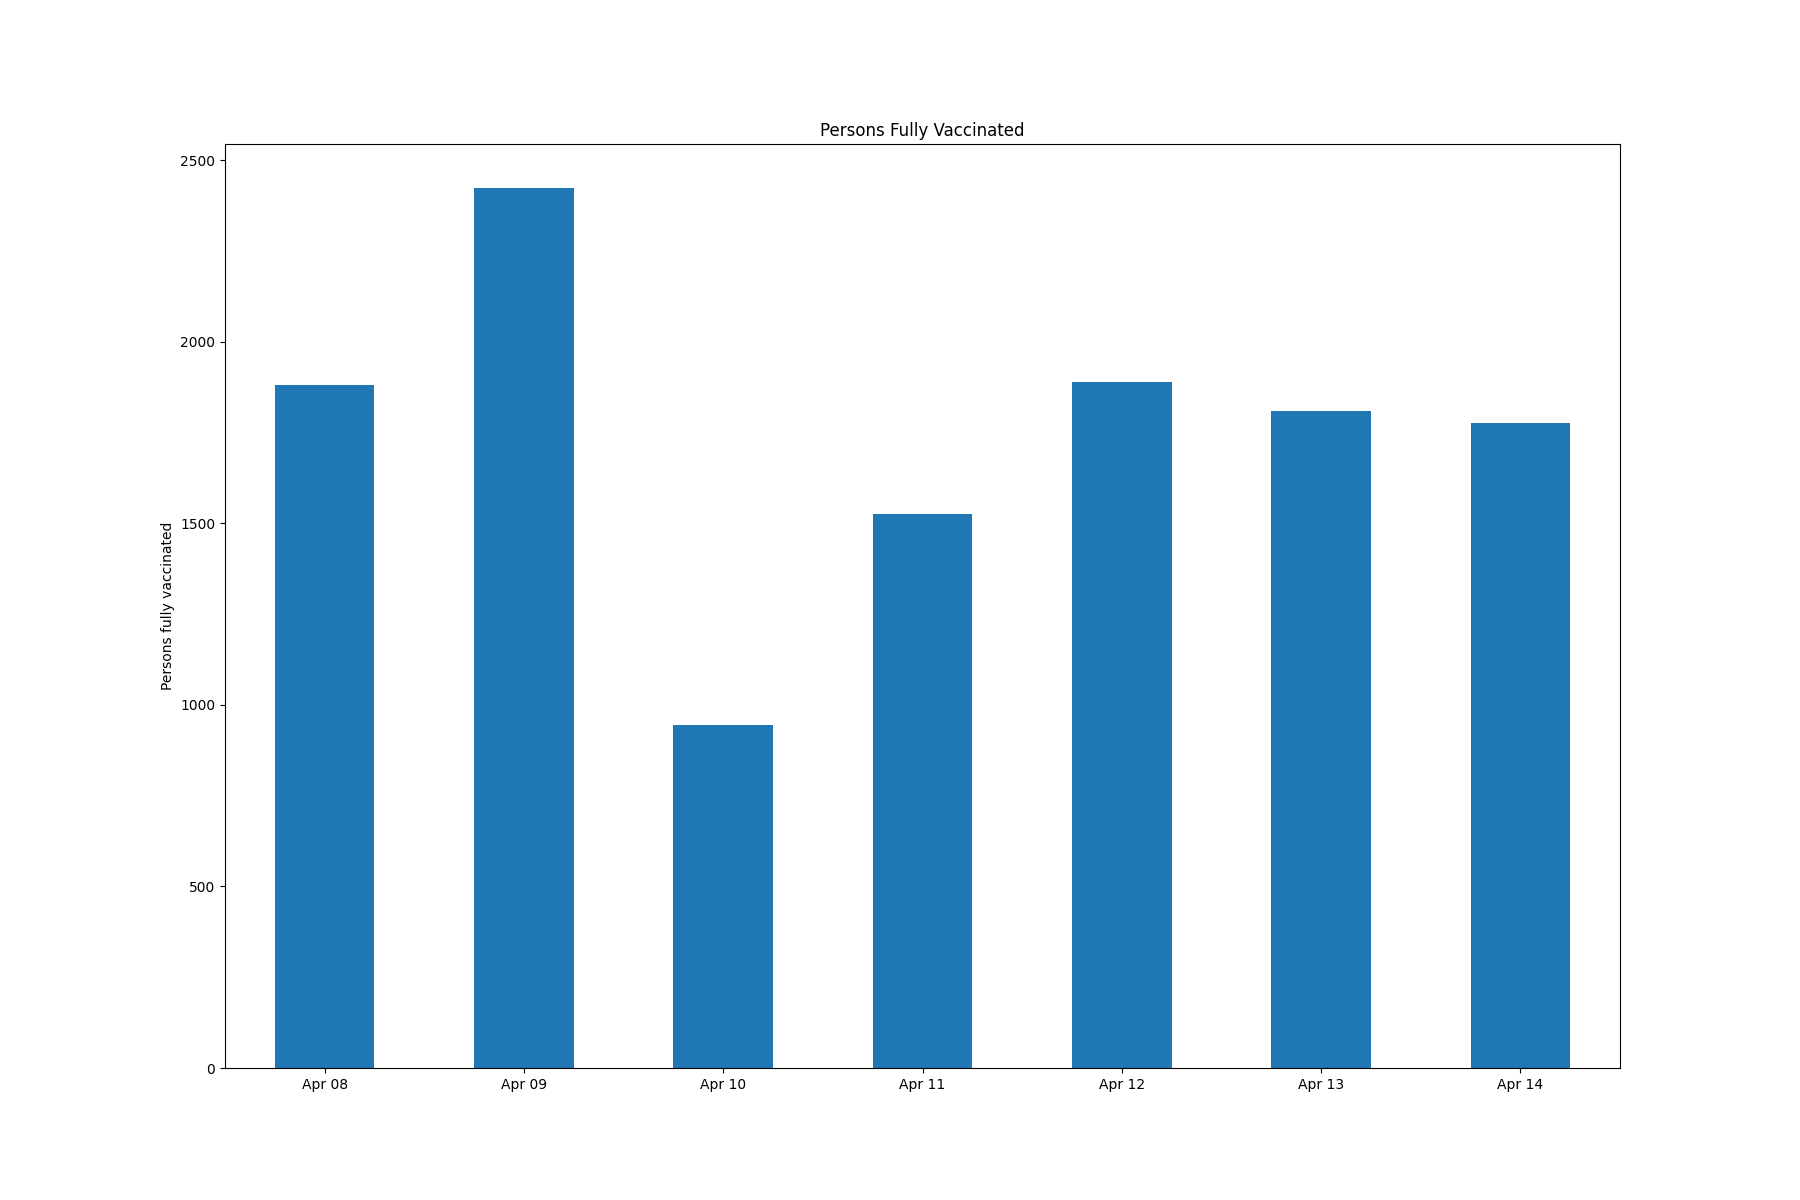 Persons Fully Vaccinated
2500
2000
1500
1000
500
0
Persons fully vaccinated
Apr 08
Apr 09
Apr 10
Apr 11
Apr 12
Apr 13
Apr 14